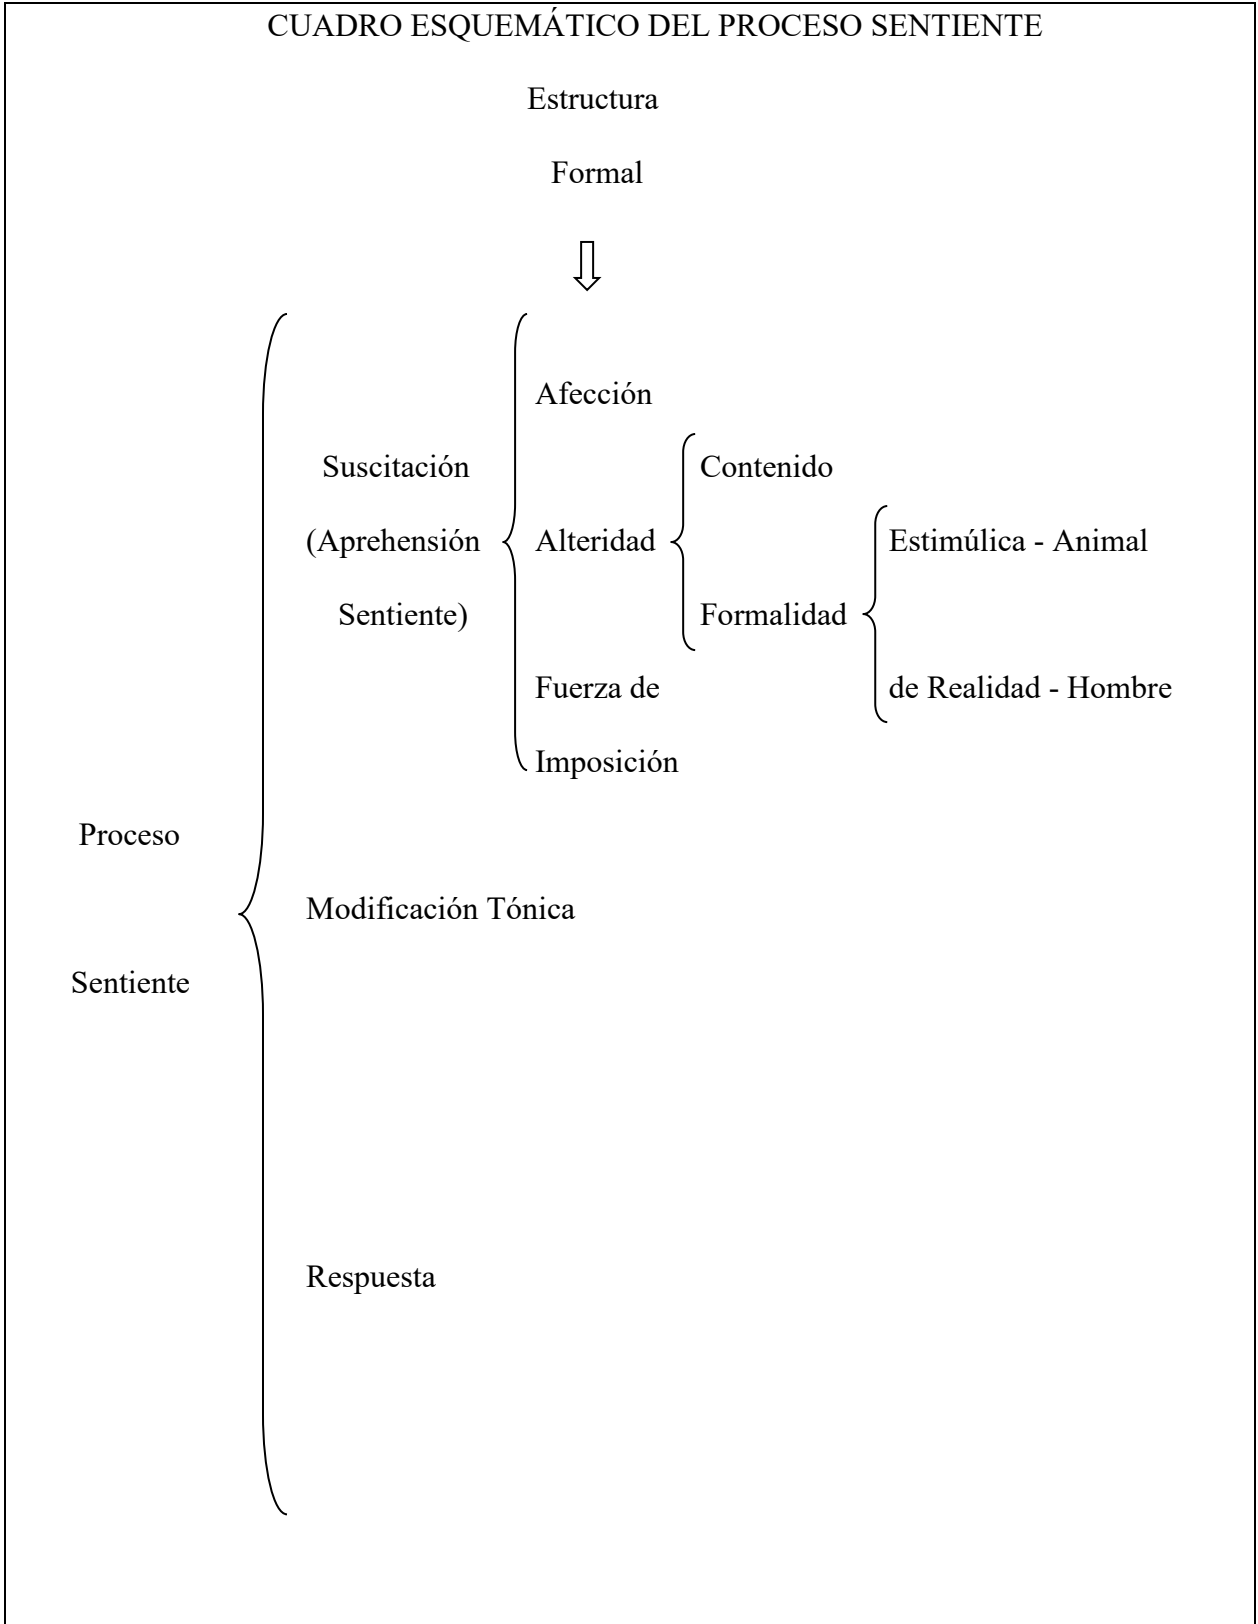 CUADRO ESQUEMÁTICO DEL PROCESO SENTIENTE
Estructura
Formal
Afección
Suscitación Contenido
(Aprehensión Alteridad Estimúlica - Animal
Sentiente) Formalidad
Fuerza de de Realidad - Hombre
Imposición
Proceso
Modificación Tónica
Sentiente
Respuesta